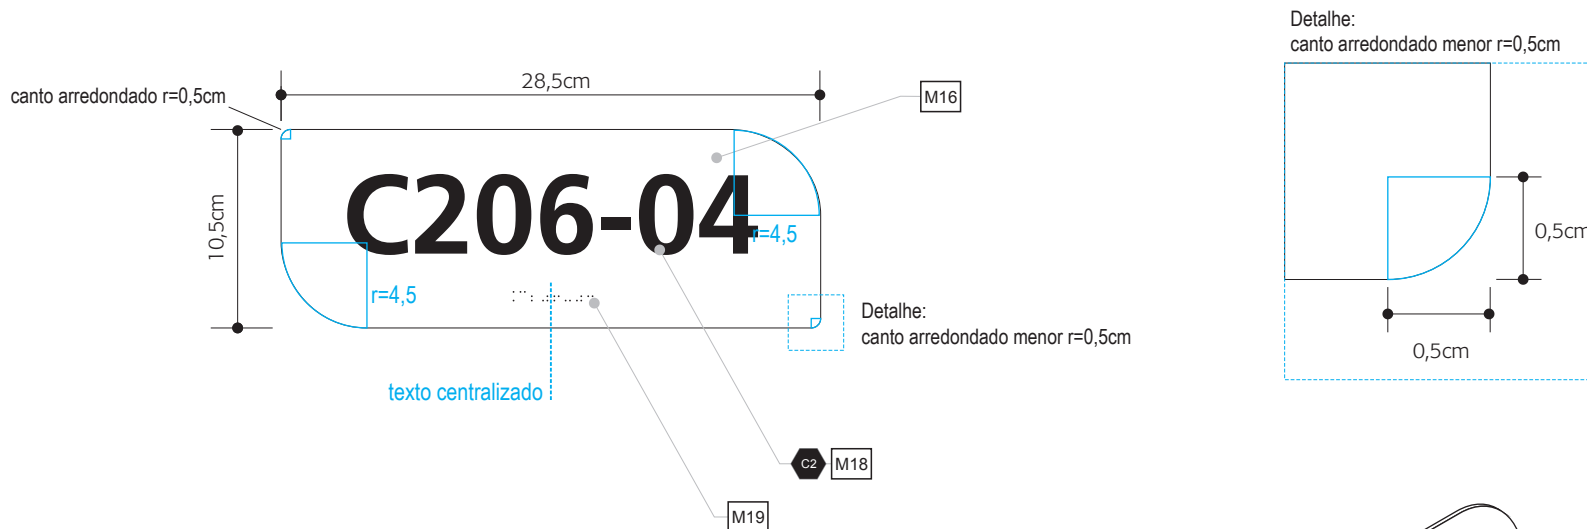 Detalhe:
canto arredondado menor r=0,5cm
28,5cm
canto arredondado r=0,5cm
M16
10,5cm
C206-04
r=4,5
r=4,5
0,5cm
Detalhe:
canto arredondado menor r=0,5cm
0,5cm
texto centralizado
C2
M18
M19